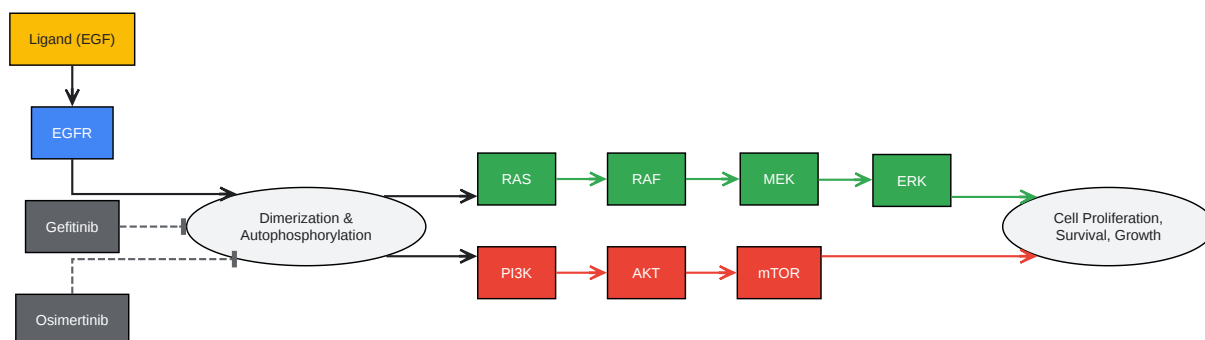 Ligand (EGF)
EGFR
RAS
RAF
MEK
ERK
Gefitinib
Dimerization &
Autophosphorylation
Cell Proliferation,
Survival, Growth
PI3K
AKT
mTOR
Osimertinib